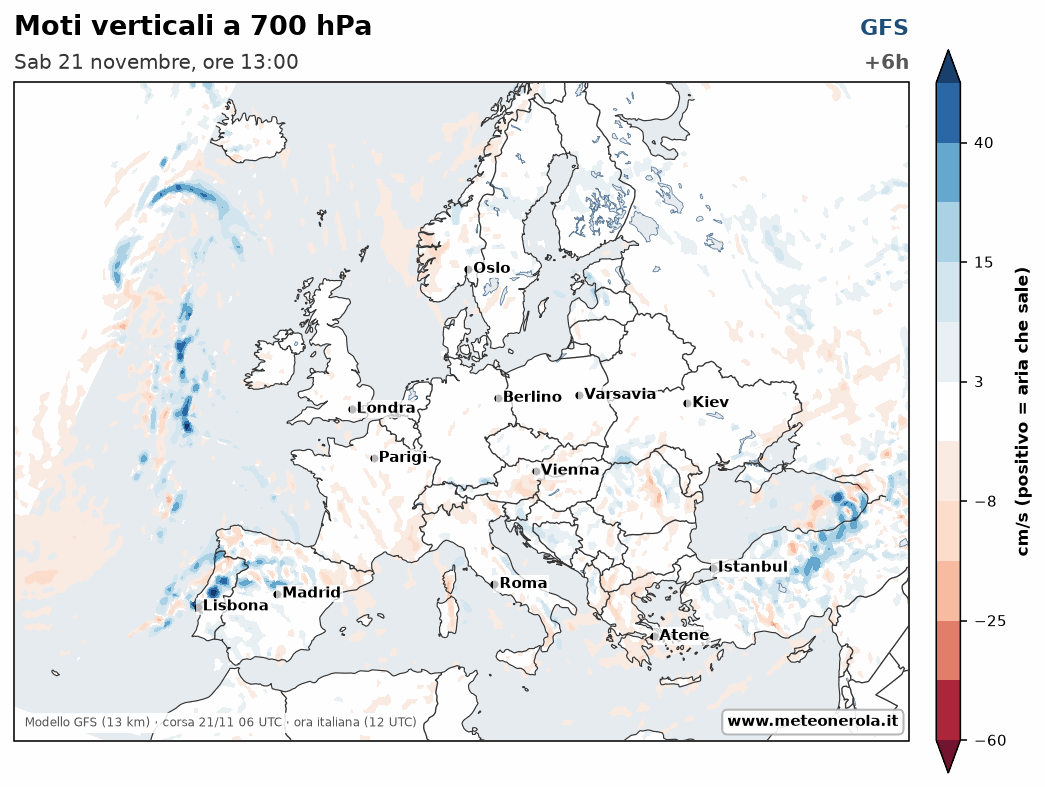 Moti verticali a 700 hPa
GFS
Sab 21 novembre, ore 13:00
+6h
40
15
3
−8
−25
−60
cm/s (positivo = aria che sale)
Oslo
Londra
Berlino
Varsavia
Kiev
Parigi
Vienna
Istanbul
Roma
Madrid
Lisbona
Atene
Modello GFS (13 km) · corsa 21/11 06 UTC · ora italiana (12 UTC)
www.meteonerola.it